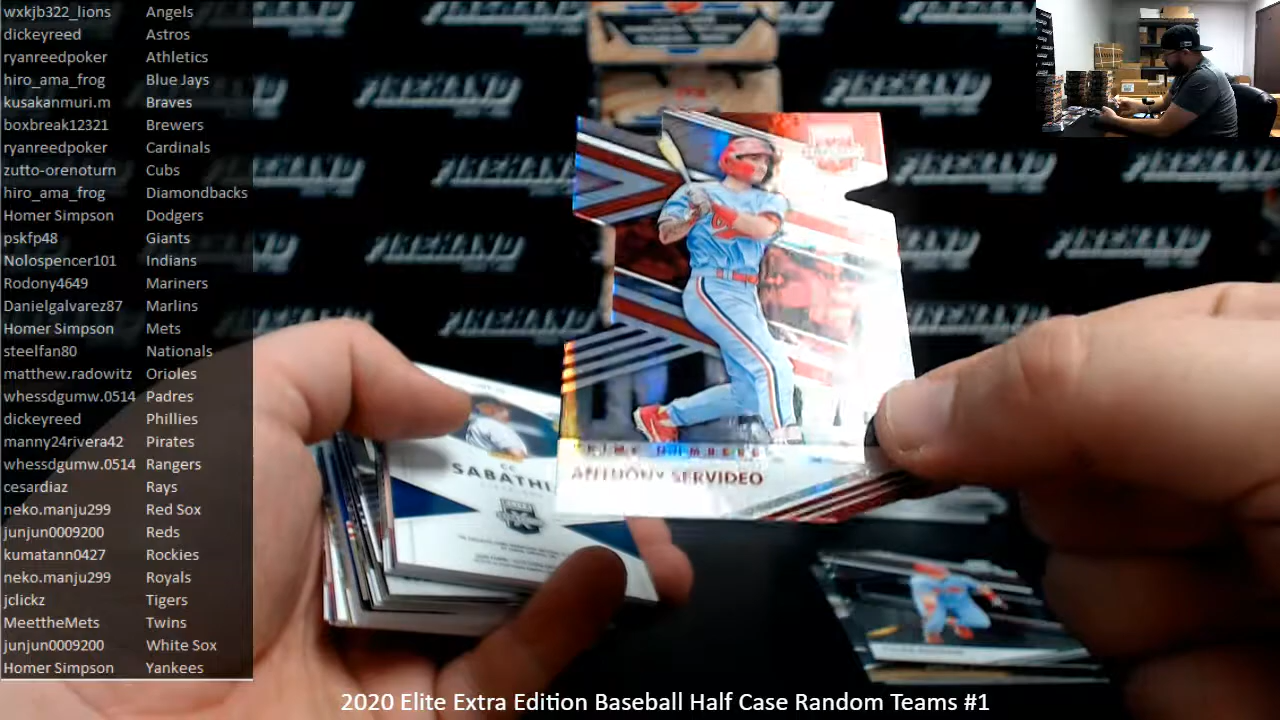 wxkjb322_lions Angels
dickeyreed Astros
ryanreedpoker Athletics
hiro_ama_frog Blue Jays
kusakanmuri.m Braves
boxbreak12321 Brewers
ryanreedpoker Cardinals
zutto-orenoturn Cubs
hiro_ama_frog Diamondbacks
Homer Simpson Dodgers
pskfp48 Giants
Nolospencer101 Indians
Rodony4649 Mariners
Danielgalvarez87 Marlins
Homer Simpson Mets
steelfan80 Nationals
matthew.radowitz Orioles
whessdgumw.0514 Padres
dickeyreed Phillies
manny24rivera42 Pirates
whessdgumw.0514 Rangers
cesardiaz Rays
neko.manju299 Red Sox
junjun0009200 Reds
kumatann0427 Rockies
neko.manju299 Royals
jclickz Tigers
MeettheMets Twins
junjun0009200 White Sox
Homer Simpson Yankees
FIREHAND
PRIME NUMBERS
ANTHONY SERVIDEO
CC
SABATHI
2020 Elite Extra Edition Baseball Half Case Random Teams #1